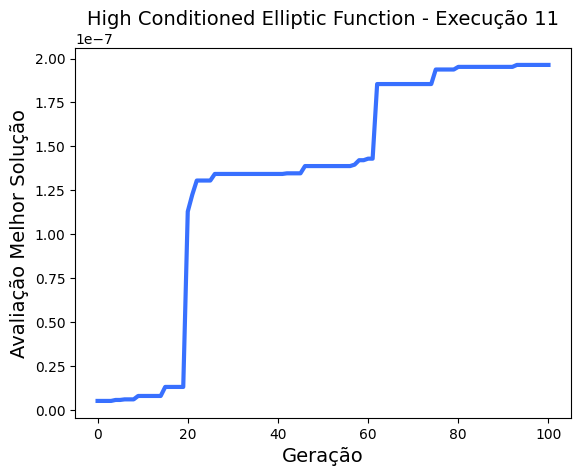 High Conditioned Elliptic Function - Execução 11
1e−7
2.00
1.75
1.50
1.25
1.00
0.75
0.50
0.25
0.00
Avaliação Melhor Solução
0 20 40 60 80 100
Geração